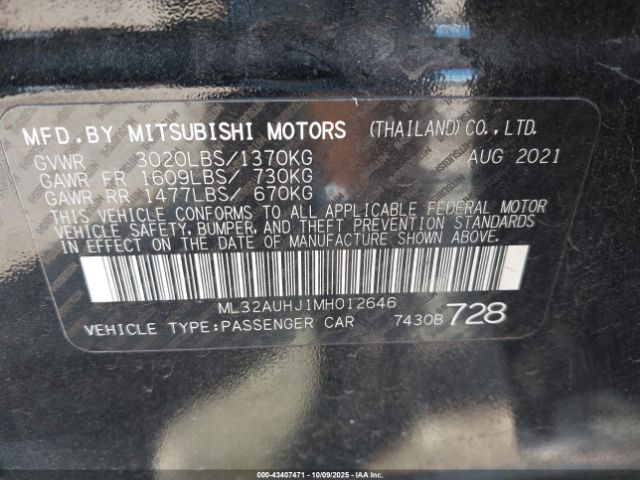 MFD.BY MITSUBISHI MOTORS (THAILAND)CO.,LTD.
GVWR 3020LBS/1370KG AUG 2021
GAWR FR 1609LBS/ 730KG
GAWR RR 1477LBS/ 670KG
THIS VEHICLE CONFORMS TO ALL APPLICABLE FEDERAL MOTOR
VEHICLE SAFETY, BUMPER, AND THEFT PREVENTION STANDARDS
IN EFFECT ON THE DATE OF MANUFACTURE SHOWN ABOVE.
ML32AUHJ1MH012646
VEHICLE TYPE:PASSENGER CAR 7430B 728
000-43407471 - 10/09/2025 - IAA Inc.